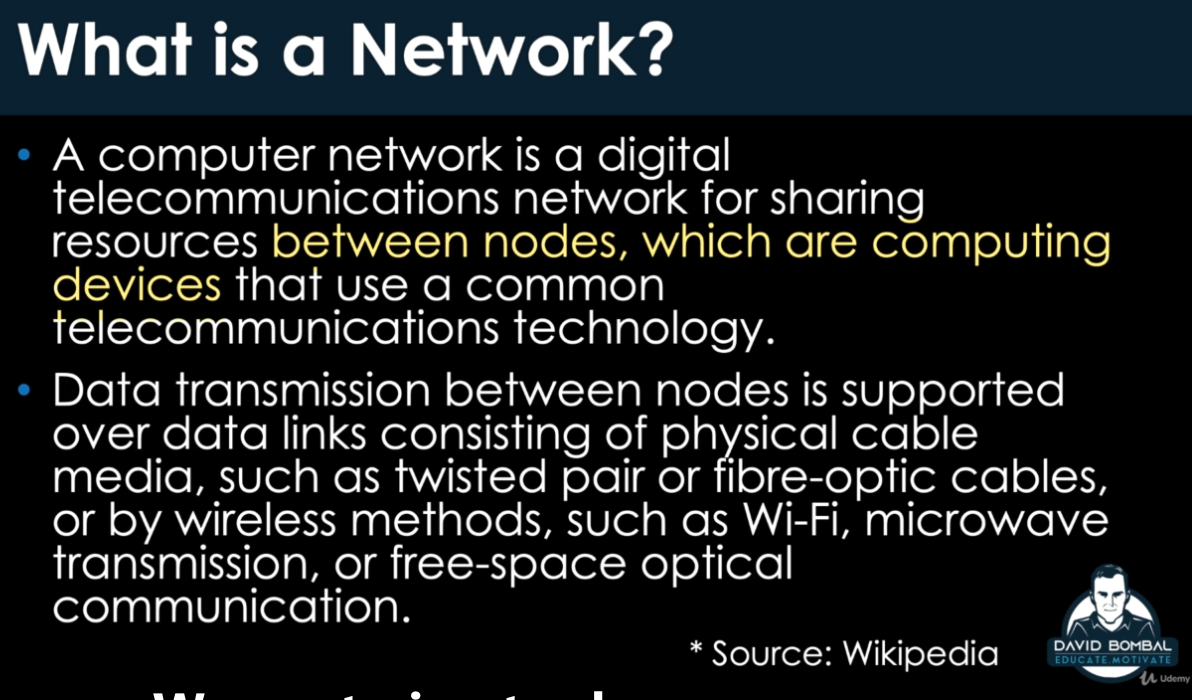 What is a Network?
• A computer network is a digital
telecommunications network for sharing
resources between nodes, which are computing
devices that use a common
telecommunications technology.
• Data transmission between nodes is supported
over data links consisting of physical cable
media, such as twisted pair or fibre-optic cables,
or by wireless methods, such as Wi-Fi, microwave
transmission, or free-space optical
communication.
* Source: Wikipedia
DAVID BOMBAL
EDUCATE.MOTIVATE
Udemy